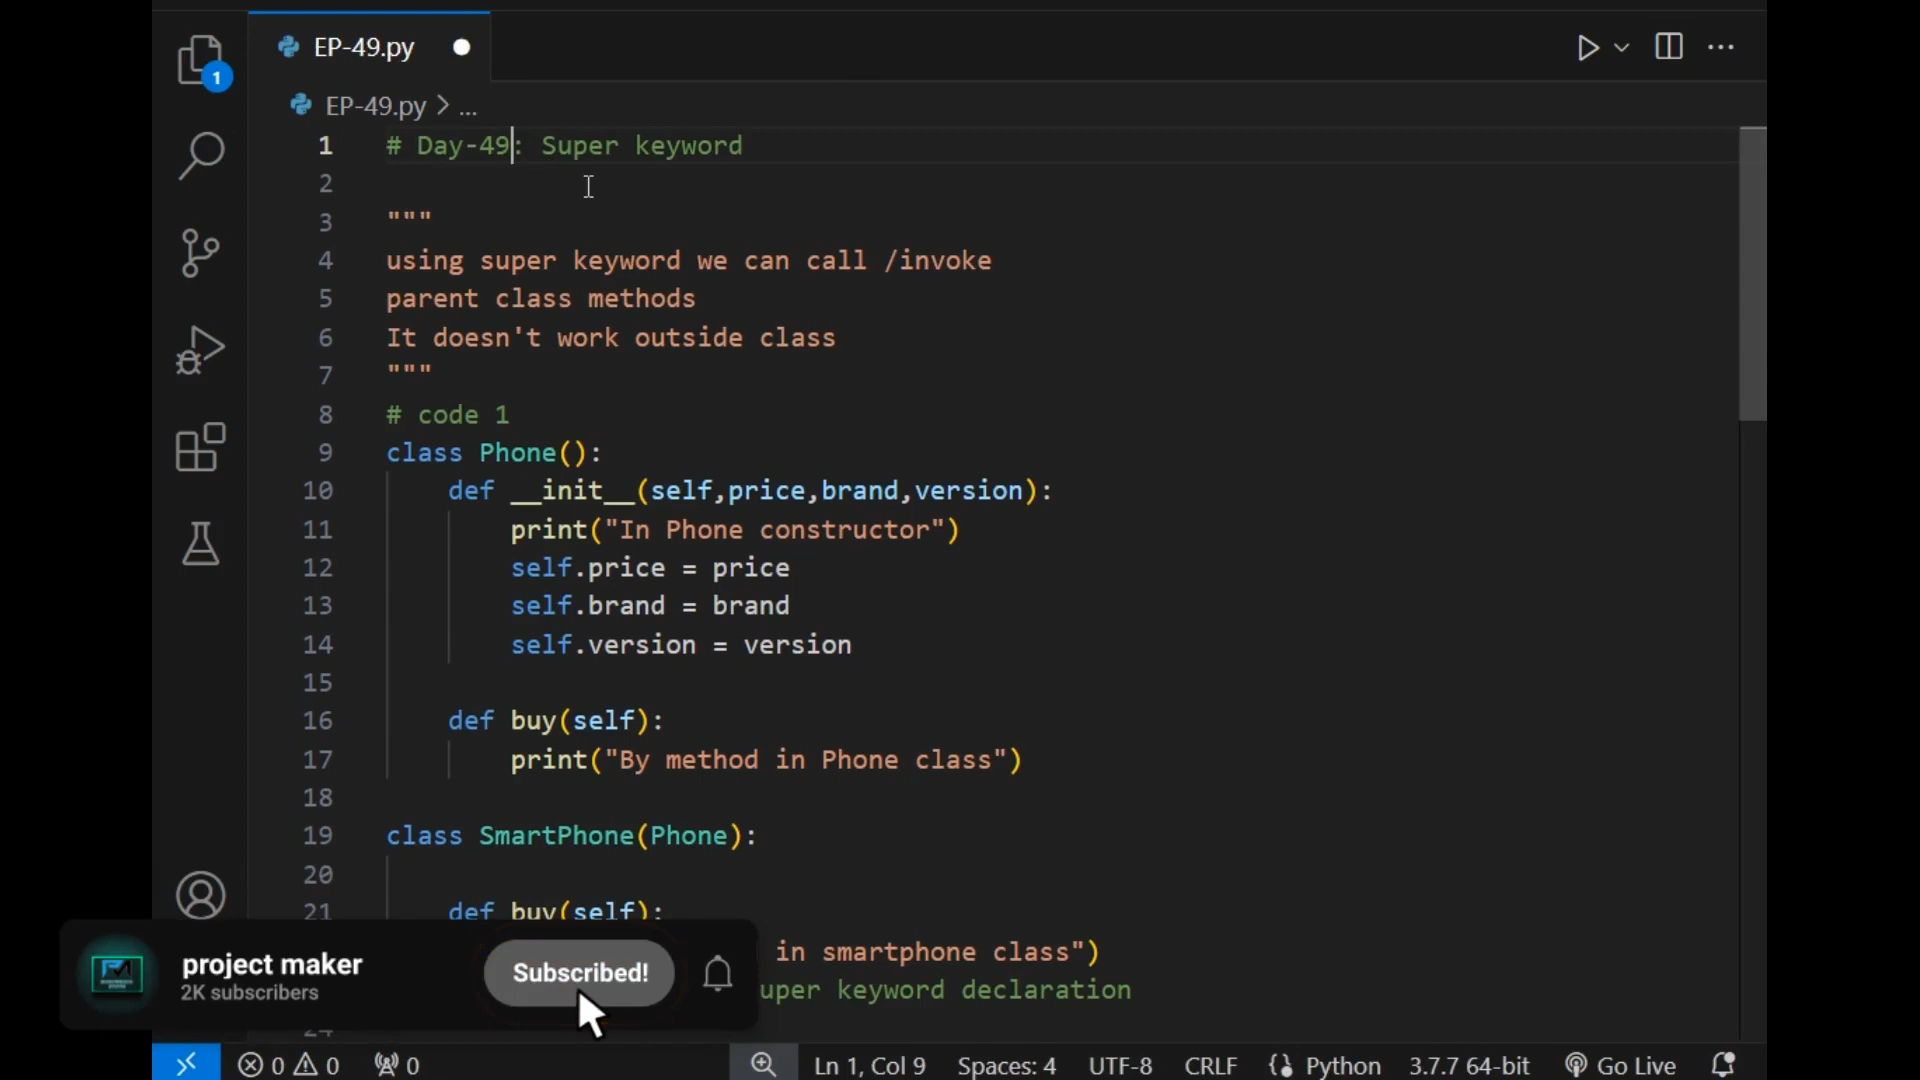 1
EP-49.py
EP-49.py > ...
1 # Day-49: Super keyword
2
3 """
4 using super keyword we can call /invoke
5 parent class methods
6 It doesn't work outside class
7 """
8 # code 1
9 class Phone():
10 def __init__(self,price,brand,version):
11 print("In Phone constructor")
12 self.price = price
13 self.brand = brand
14 self.version = version
15
16 def buy(self):
17 print("By method in Phone class")
18
19 class SmartPhone(Phone):
20
21 def buy(self):
in smartphone class")
uper keyword declaration
24
project maker
2K subscribers
Subscribed!
0 0 0 Ln 1, Col 9 Spaces: 4 UTF-8 CRLF Python 3.7.7 64-bit Go Live